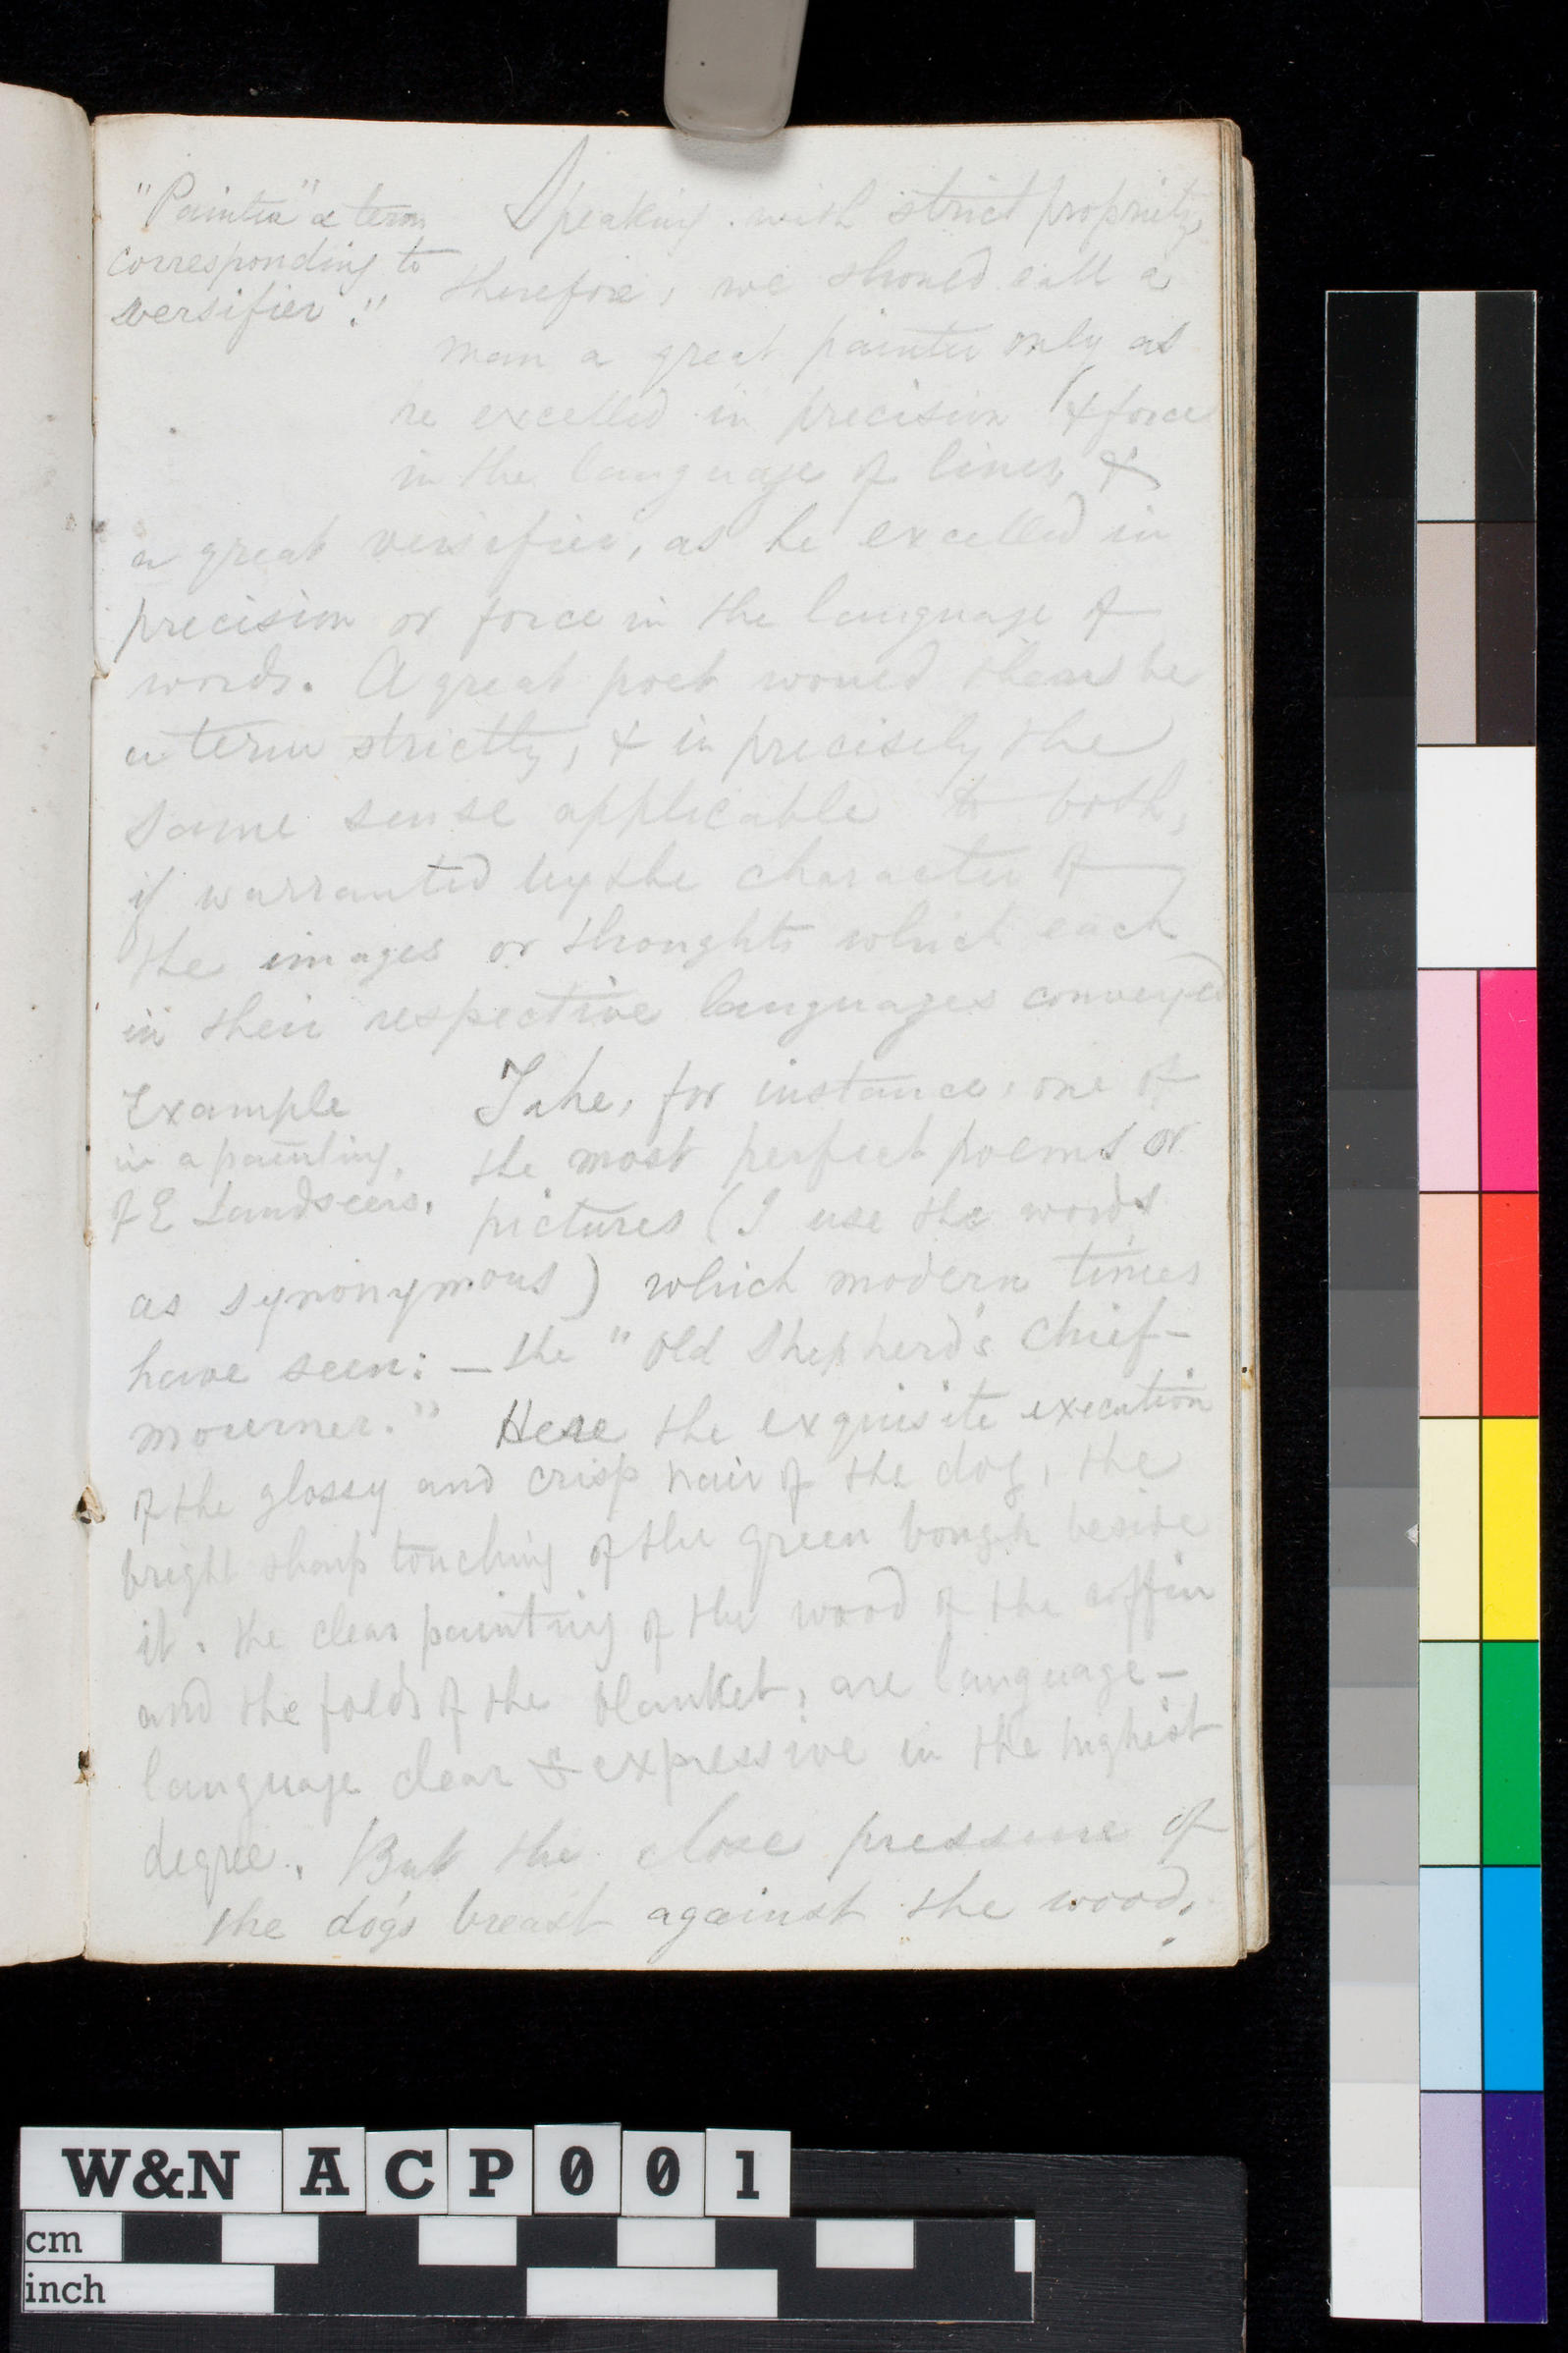 "Painter" a term
corresponding to
versifier."
Speaking with strict propriety,
therefore, we should call a
man a great painter only as
he excelled in precision & force
in the language of lines, &
a great versifier, as he excelled in
precision or force in the language of
words. A great poet would then be
a term strictly, & in precisely the
same sense applicable to both,
if warranted by the character of
the images or thoughts which each
in their respective languages conveyed
Example
in a painting
of E Landseers.
Take, for instance, one of
the most perfect poems or
pictures (I use the words
as synonymous) which modern times
have seen: — the "Old Shepherd's Chief-
mourner." Here the exquisite execution
of the glossy and crisp hair of the dog, the
bright sharp touching of the green bough beside
it, the clear painting of the wood of the coffin
and the folds of the blanket, are language —
language clear & expressive in the highest
degree. But the close pressure of
the dog's breast against the wood,
W&N ACP001
cm
inch